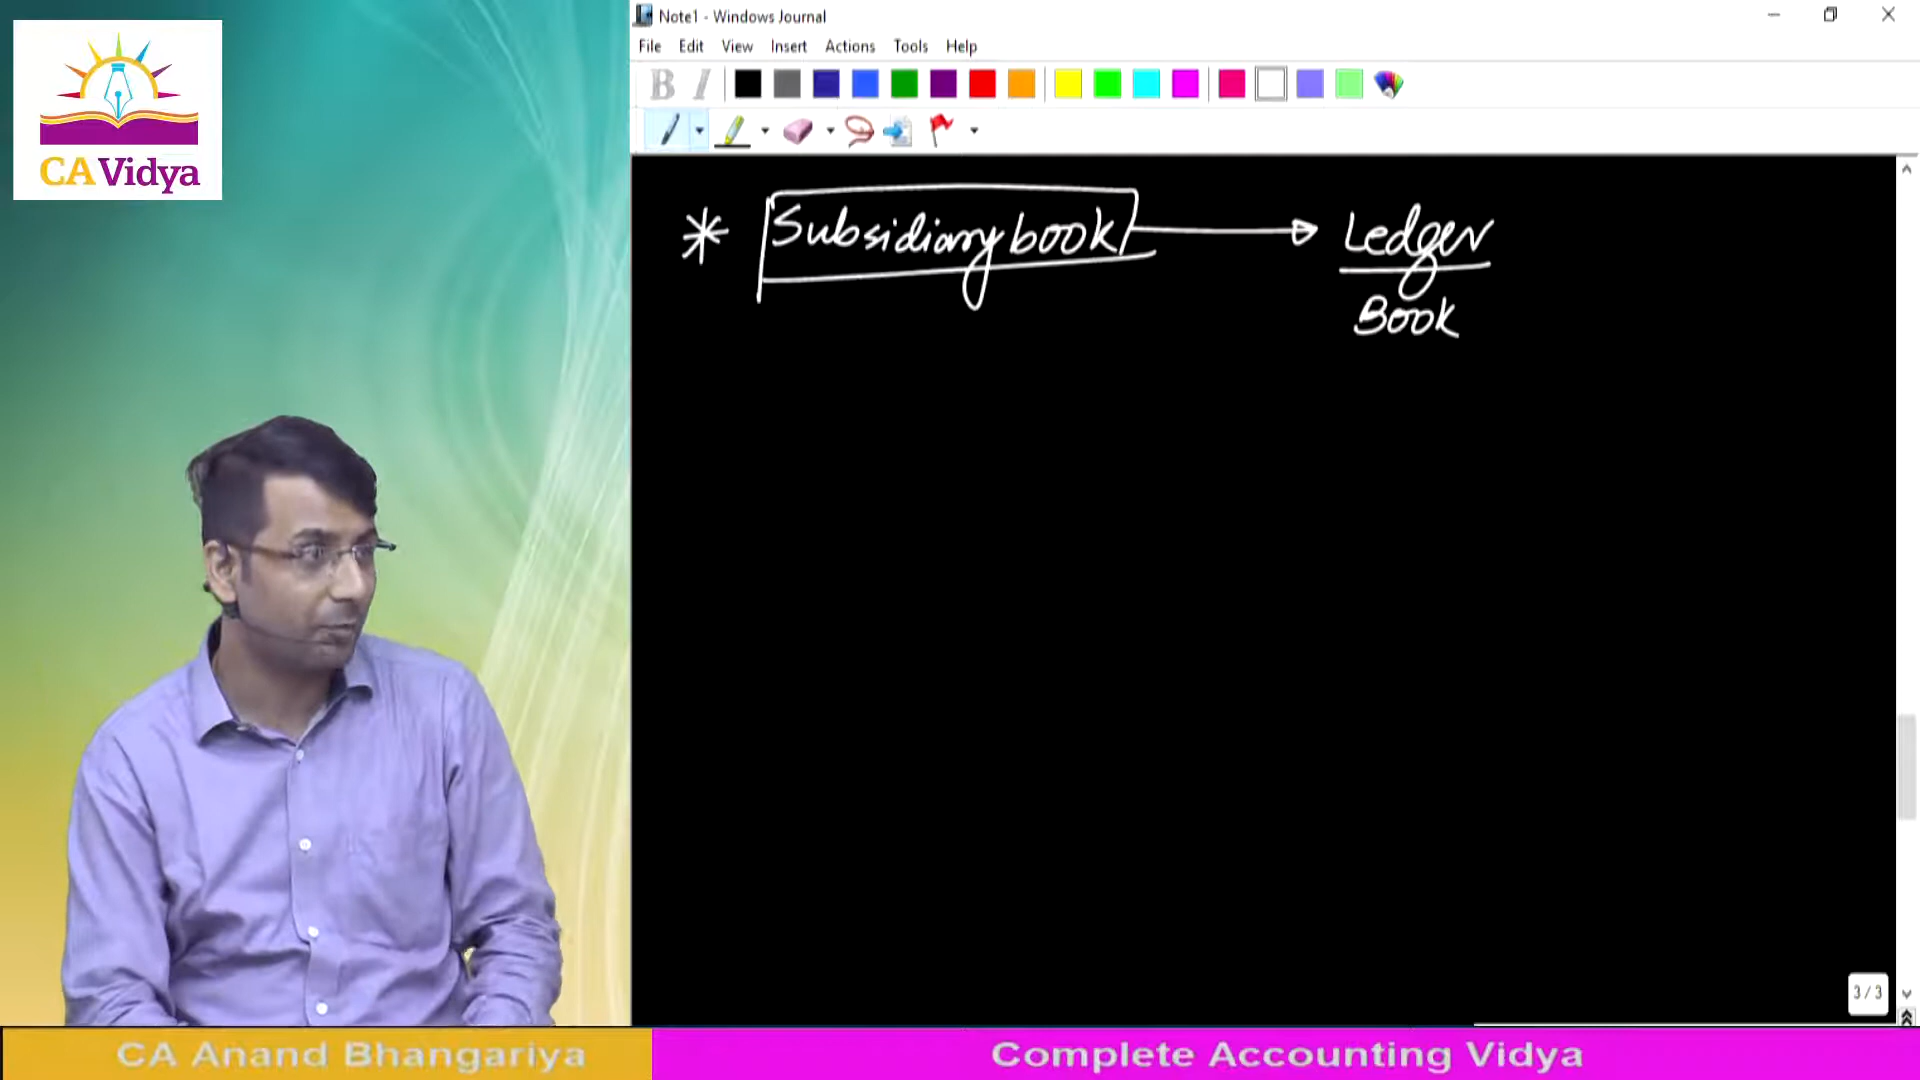 CA Vidya
Note1 - Windows Journal
File Edit View Insert Actions Tools Help
B I
* Subsidiary book → Ledger
Book
3 / 3
CA Anand Bhangariya
Complete Accounting Vidya